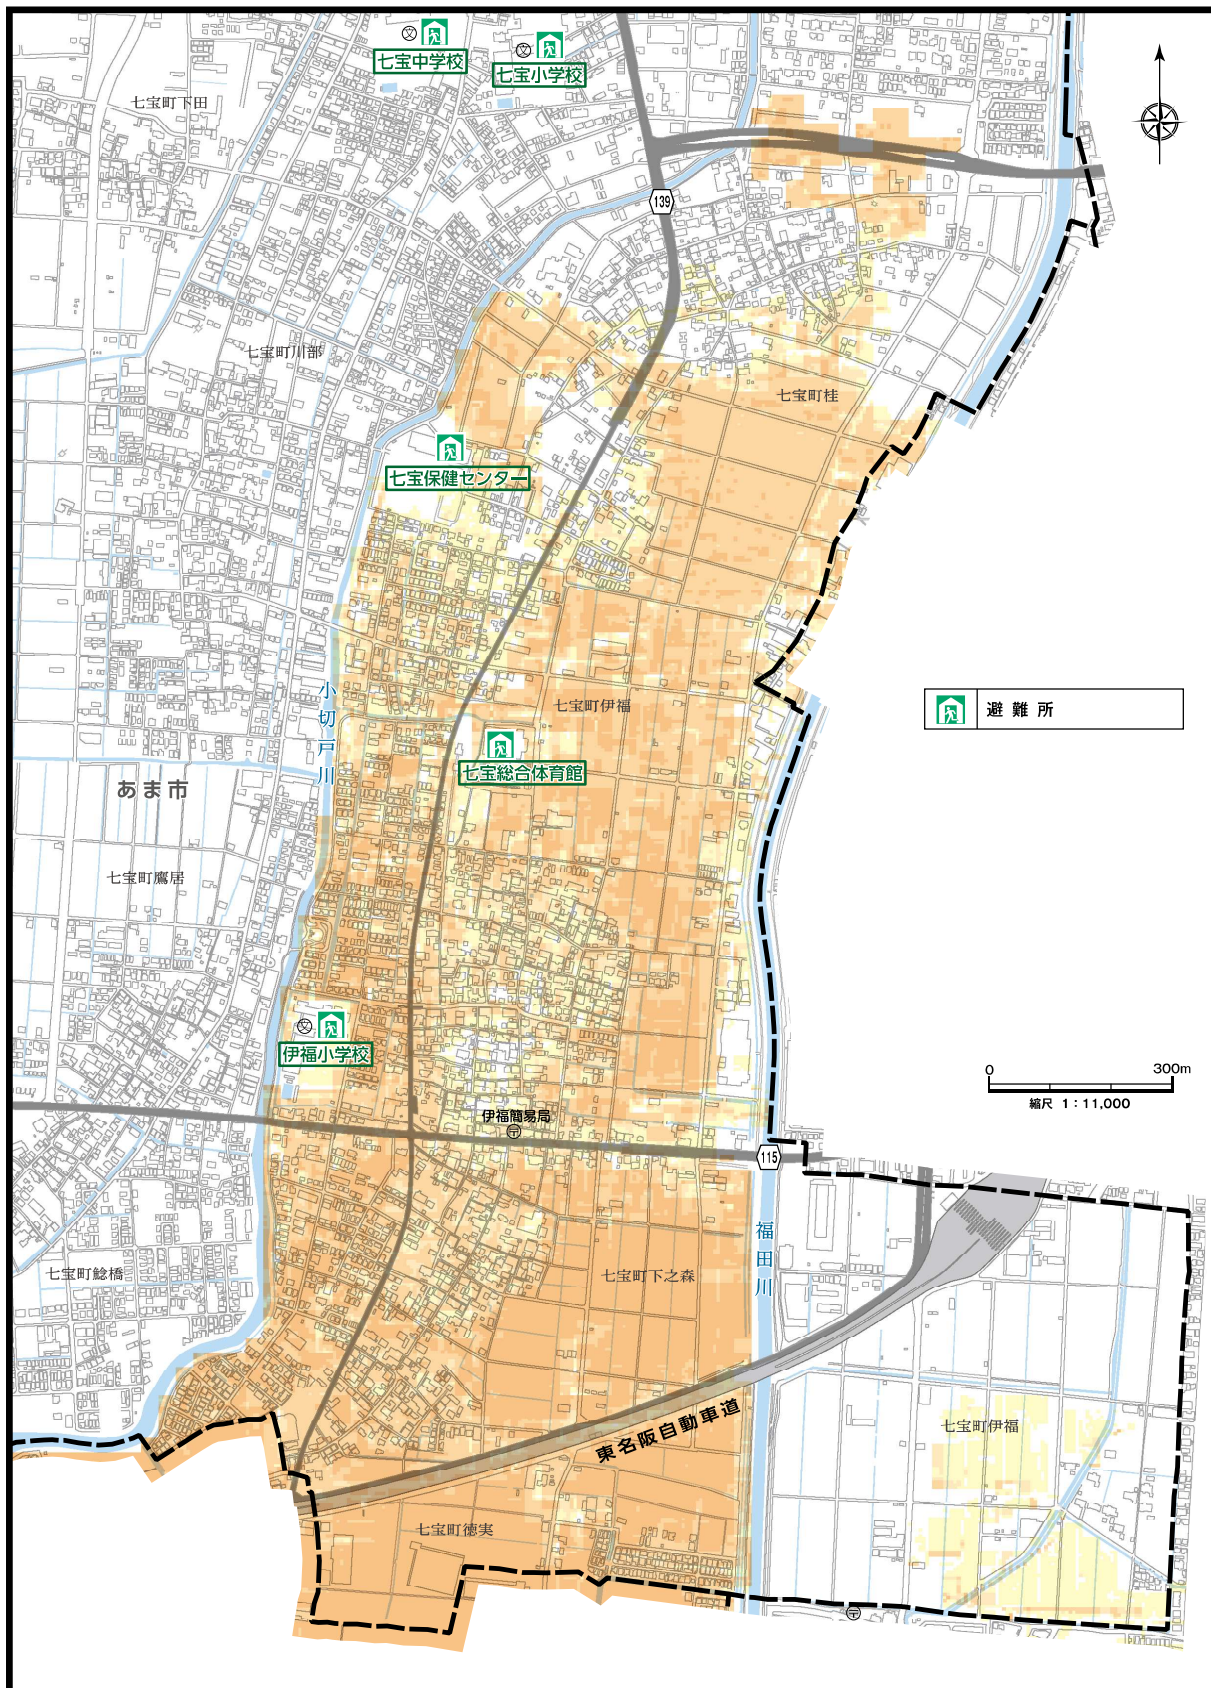 七宝中学校
七宝小学校
七宝町下田
139
七宝町川部
七宝町桂
七宝保健センター
小切戸川
七宝町伊福
避難所
七宝総合体育館
あま市
七宝町鷹居
伊福小学校
0 300m
縮尺 1:11,000
伊福簡易局
115
福田川
七宝町鯰橋
七宝町下之森
東名阪自動車道
七宝町伊福
七宝町徳実